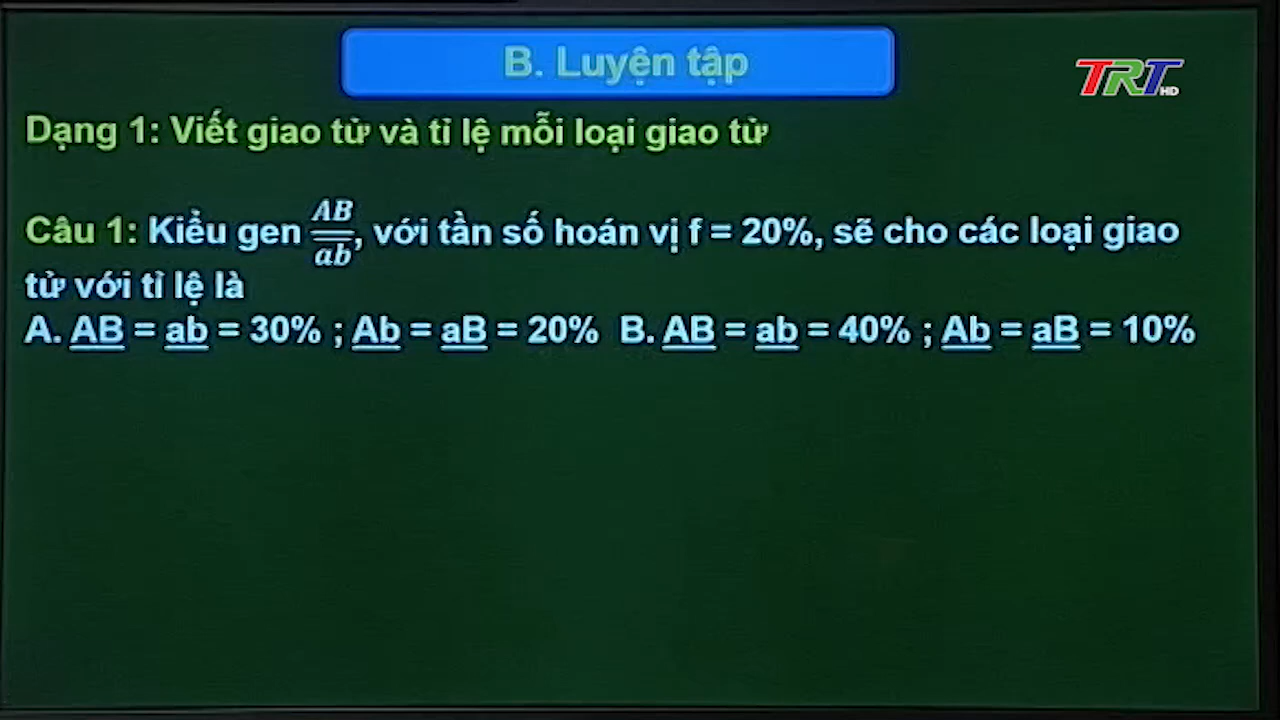 B. Luyện tập
TRT HD
Dạng 1: Viết giao tử và tỉ lệ mỗi loại giao tử
Câu 1: Kiểu gen AB/ab, với tần số hoán vị f = 20%, sẽ cho các loại giao
tử với tỉ lệ là
A. AB = ab = 30% ; Ab = aB = 20% B. AB = ab = 40% ; Ab = aB = 10%